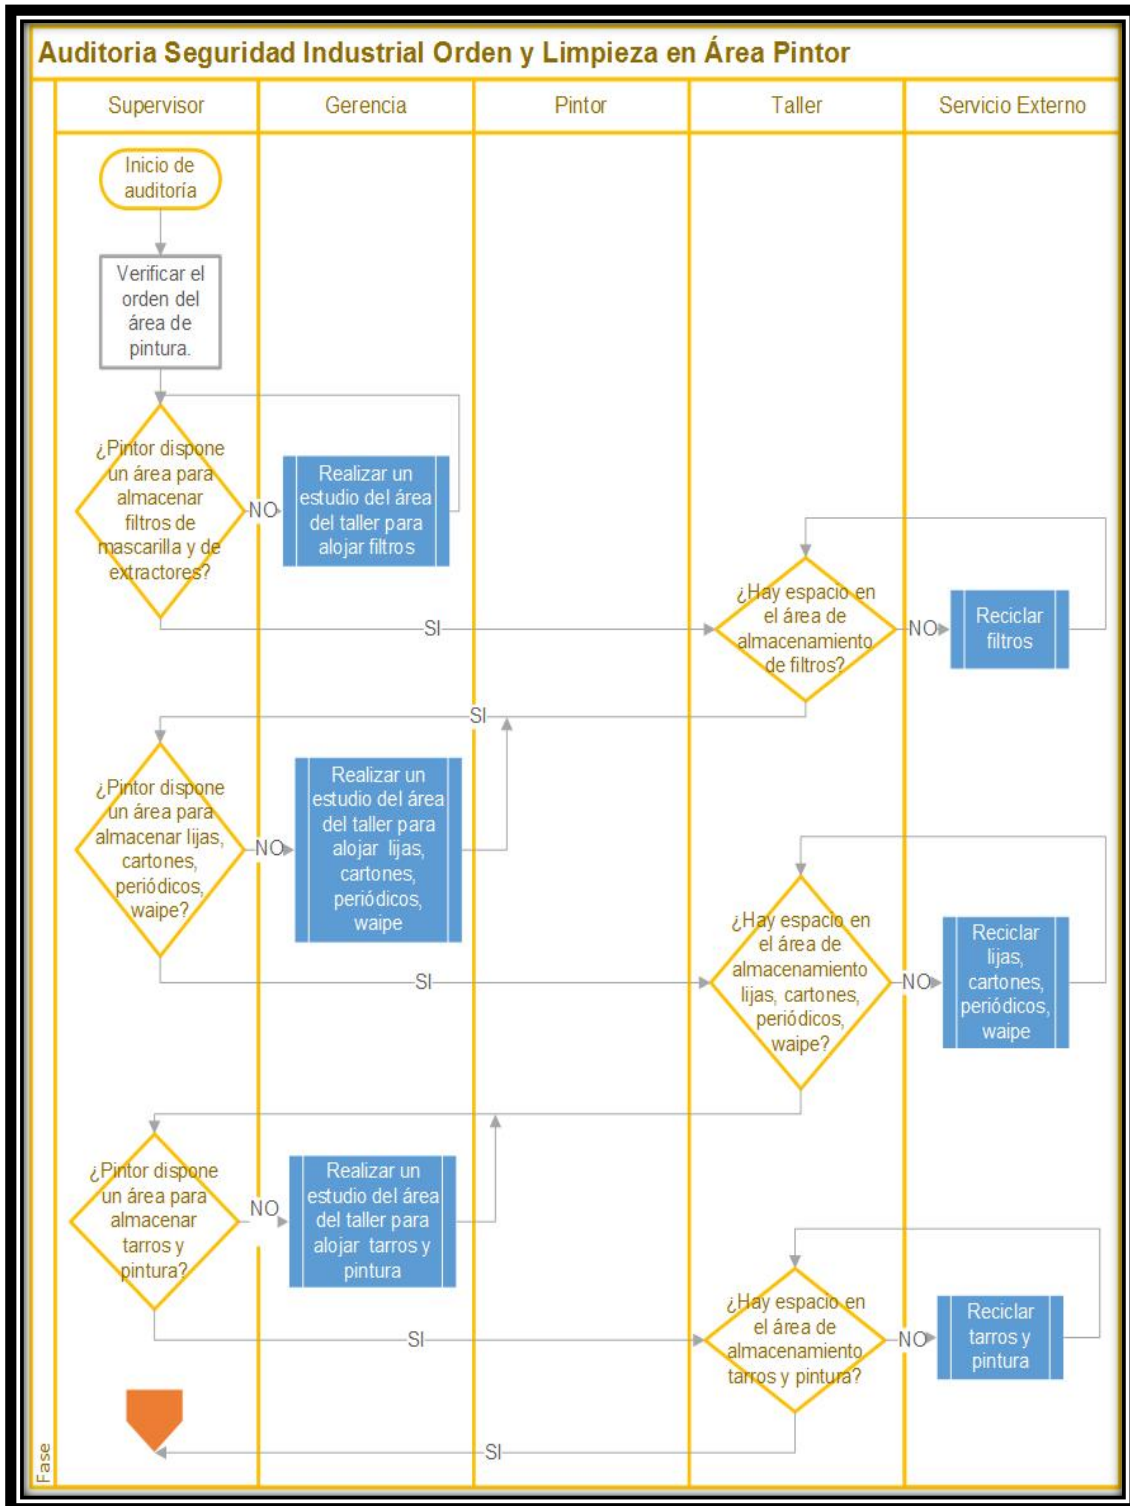 Auditoria Seguridad Industrial Orden y Limpieza en Área Pintor
Supervisor
Gerencia
Pintor
Taller
Servicio Externo
Inicio de
auditoría
Verificar el
orden del
área de
pintura.
¿Pintor dispone
un área para
almacenar
filtros de
mascarilla y de
extractores?
NO
Realizar un
estudio del área
del taller para
alojar filtros
SI
¿Hay espacio en
el área de
almacenamiento
de filtros?
NO
Reciclar
filtros
SI
¿Pintor dispone
un área para
almacenar lijas,
cartones,
periódicos,
waipe?
NO
Realizar un
estudio del área
del taller para
alojar lijas,
cartones,
periódicos,
waipe
SI
¿Hay espacio en
el área de
almacenamiento
lijas, cartones,
periódicos,
waipe?
NO
Reciclar
lijas,
cartones,
periódicos,
waipe
¿Pintor dispone
un área para
almacenar
tarros y
pintura?
NO
Realizar un
estudio del área
del taller para
alojar tarros y
pintura
SI
¿Hay espacio en
el área de
almacenamiento
tarros y pintura?
NO
Reciclar
tarros y
pintura
SI
Fase